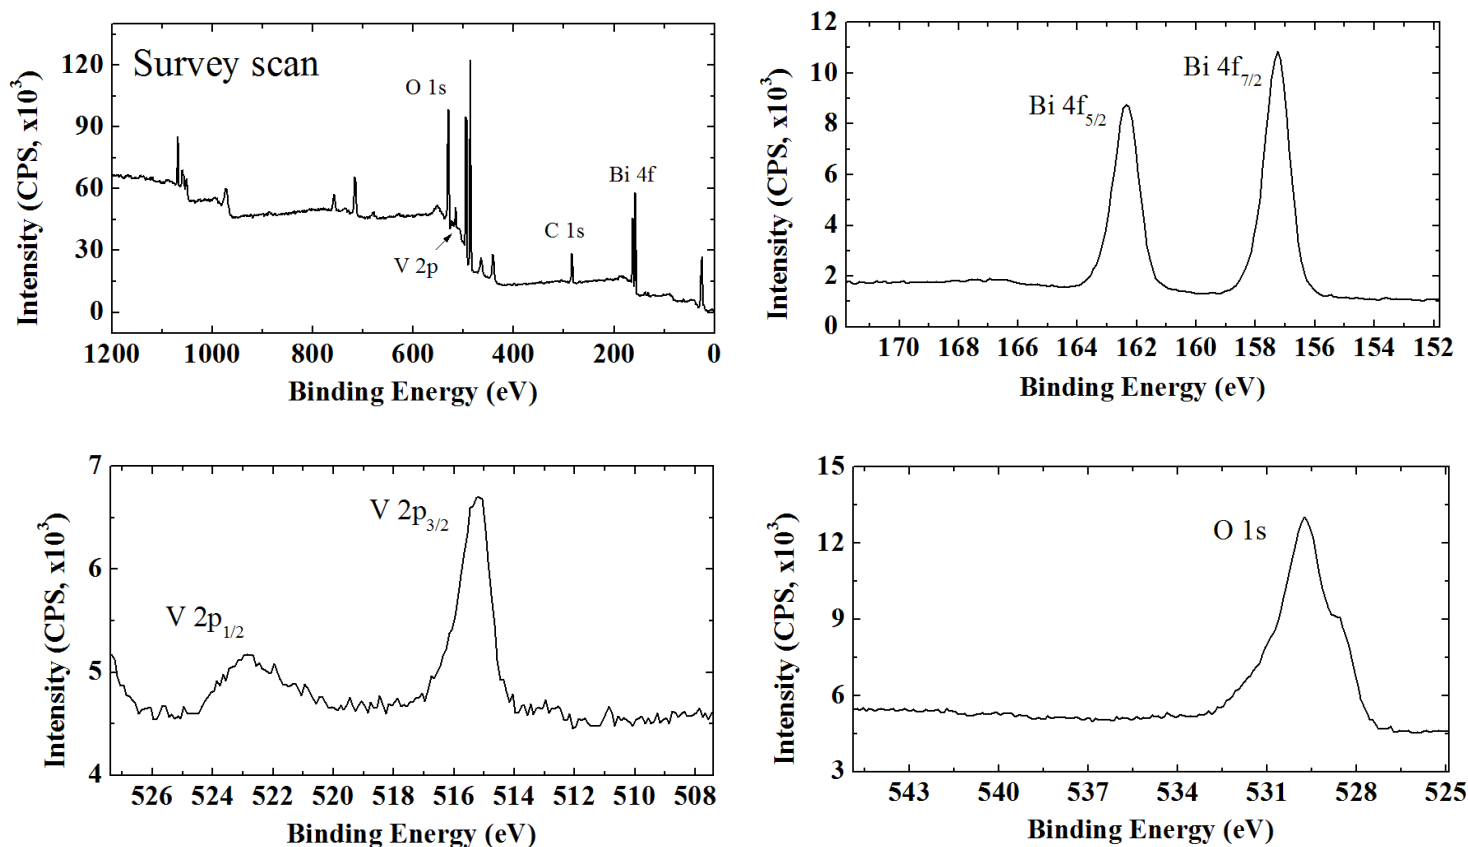 Survey scan
O 1s
V 2p
C 1s
Bi 4f
120
90
60
30
0
1200 1000 800 600 400 200 0
Intensity (CPS, x10³)
Binding Energy (eV)
Bi 4f5/2
Bi 4f7/2
12
10
8
6
4
2
0
170 168 166 164 162 160 158 156 154 152
Intensity (CPS, x10³)
Binding Energy (eV)
V 2p3/2
V 2p1/2
7
6
5
4
526 524 522 520 518 516 514 512 510 508
Intensity (CPS, x10³)
Binding Energy (eV)
O 1s
15
12
9
6
3
543 540 537 534 531 528 525
Intensity (CPS, x10³)
Binding Energy (eV)